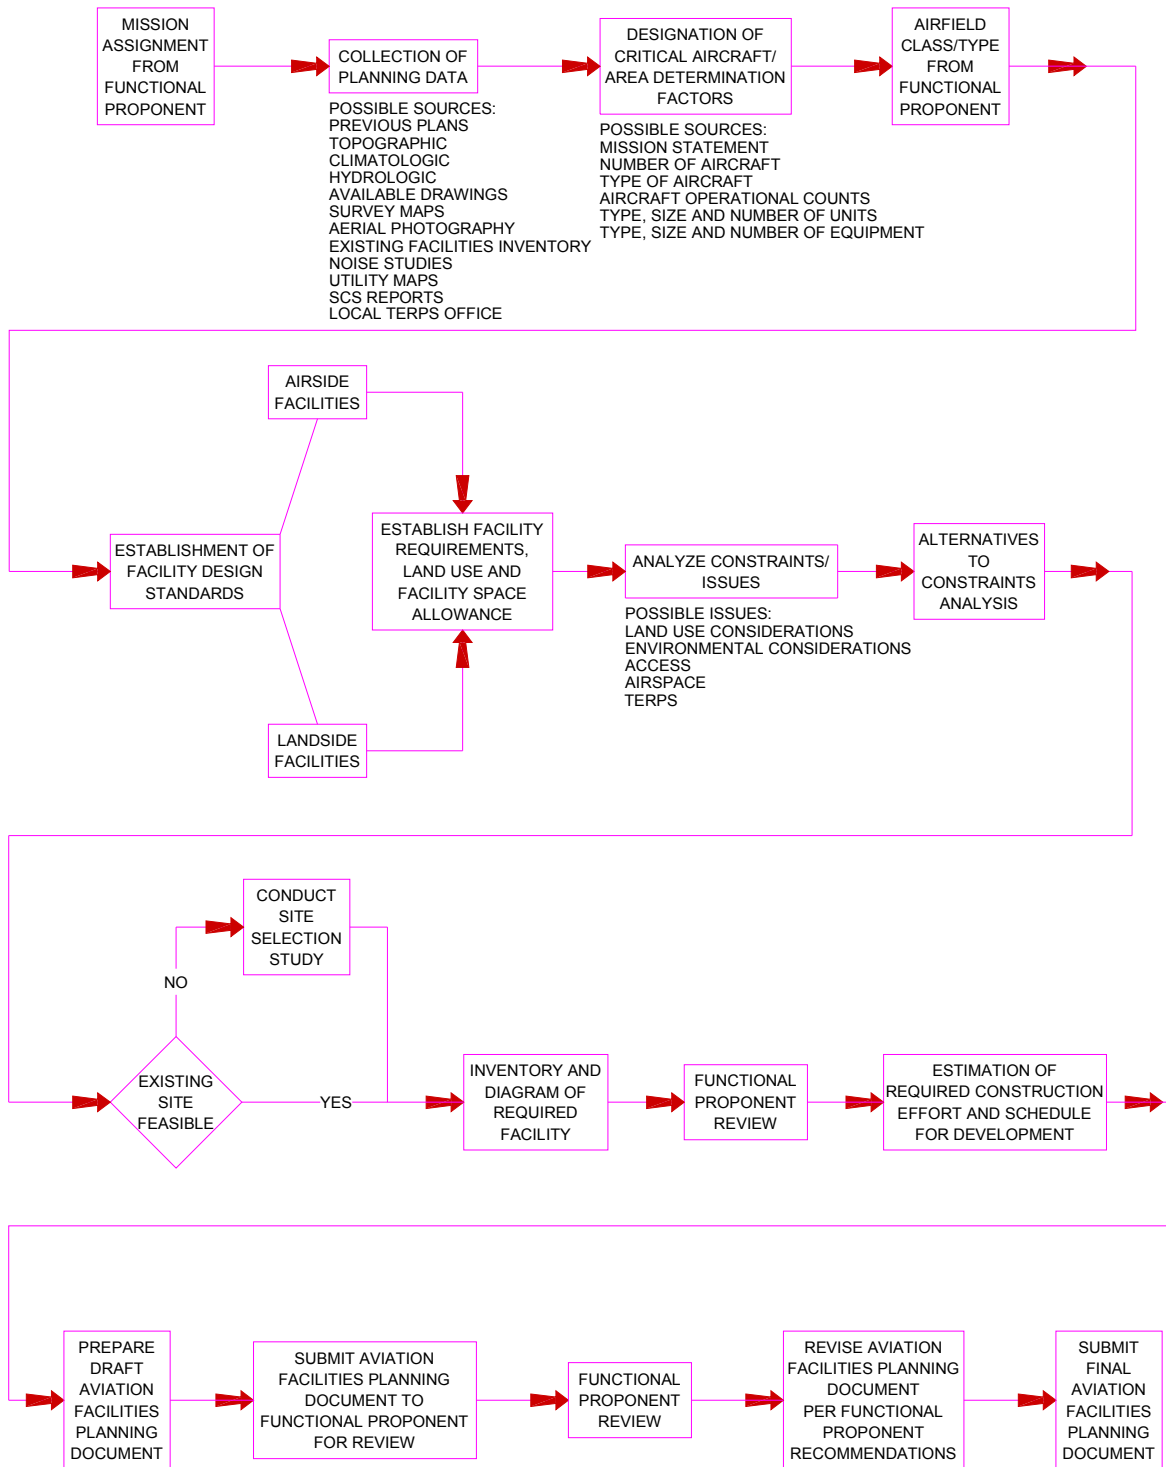 MISSION
ASSIGNMENT
FROM
FUNCTIONAL
PROPONENT
COLLECTION OF
PLANNING DATA
POSSIBLE SOURCES:
PREVIOUS PLANS
TOPOGRAPHIC
CLIMATOLOGIC
HYDROLOGIC
AVAILABLE DRAWINGS
SURVEY MAPS
AERIAL PHOTOGRAPHY
EXISTING FACILITIES INVENTORY
NOISE STUDIES
UTILITY MAPS
SCS REPORTS
LOCAL TERPS OFFICE
DESIGNATION OF
CRITICAL AIRCRAFT/
AREA DETERMINATION
FACTORS
POSSIBLE SOURCES:
MISSION STATEMENT
NUMBER OF AIRCRAFT
TYPE OF AIRCRAFT
AIRCRAFT OPERATIONAL COUNTS
TYPE, SIZE AND NUMBER OF UNITS
TYPE, SIZE AND NUMBER OF EQUIPMENT
AIRFIELD
CLASS/TYPE
FROM
FUNCTIONAL
PROPONENT
ESTABLISHMENT OF
FACILITY DESIGN
STANDARDS
AIRSIDE
FACILITIES
LANDSIDE
FACILITIES
ESTABLISH FACILITY
REQUIREMENTS,
LAND USE AND
FACILITY SPACE
ALLOWANCE
ANALYZE CONSTRAINTS/
ISSUES
POSSIBLE ISSUES:
LAND USE CONSIDERATIONS
ENVIRONMENTAL CONSIDERATIONS
ACCESS
AIRSPACE
TERPS
ALTERNATIVES
TO
CONSTRAINTS
ANALYSIS
EXISTING
SITE
FEASIBLE
NO
CONDUCT
SITE
SELECTION
STUDY
YES
INVENTORY AND
DIAGRAM OF
REQUIRED
FACILITY
FUNCTIONAL
PROPONENT
REVIEW
ESTIMATION OF
REQUIRED CONSTRUCTION
EFFORT AND SCHEDULE
FOR DEVELOPMENT
PREPARE
DRAFT
AVIATION
FACILITIES
PLANNING
DOCUMENT
SUBMIT AVIATION
FACILITIES PLANNING
DOCUMENT TO
FUNCTIONAL PROPONENT
FOR REVIEW
FUNCTIONAL
PROPONENT
REVIEW
REVISE AVIATION
FACILITIES PLANNING
DOCUMENT
PER FUNCTIONAL
PROPONENT
RECOMMENDATIONS
SUBMIT
FINAL
AVIATION
FACILITIES
PLANNING
DOCUMENT